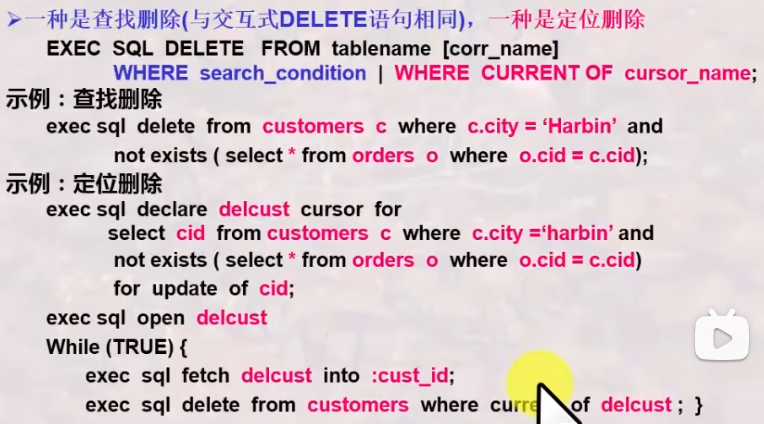 ➢一种是查找删除(与交互式DELETE语句相同)，一种是定位删除
EXEC SQL DELETE FROM tablename [corr_name]
WHERE search_condition | WHERE CURRENT OF cursor_name;
示例：查找删除
exec sql delete from customers c where c.city = ‘Harbin’ and
not exists ( select * from orders o where o.cid = c.cid);
示例：定位删除
exec sql declare delcust cursor for
select cid from customers c where c.city =‘harbin’ and
not exists ( select * from orders o where o.cid = c.cid)
for update of cid;
exec sql open delcust
While (TRUE) {
exec sql fetch delcust into :cust_id;
exec sql delete from customers where of delcust ; }